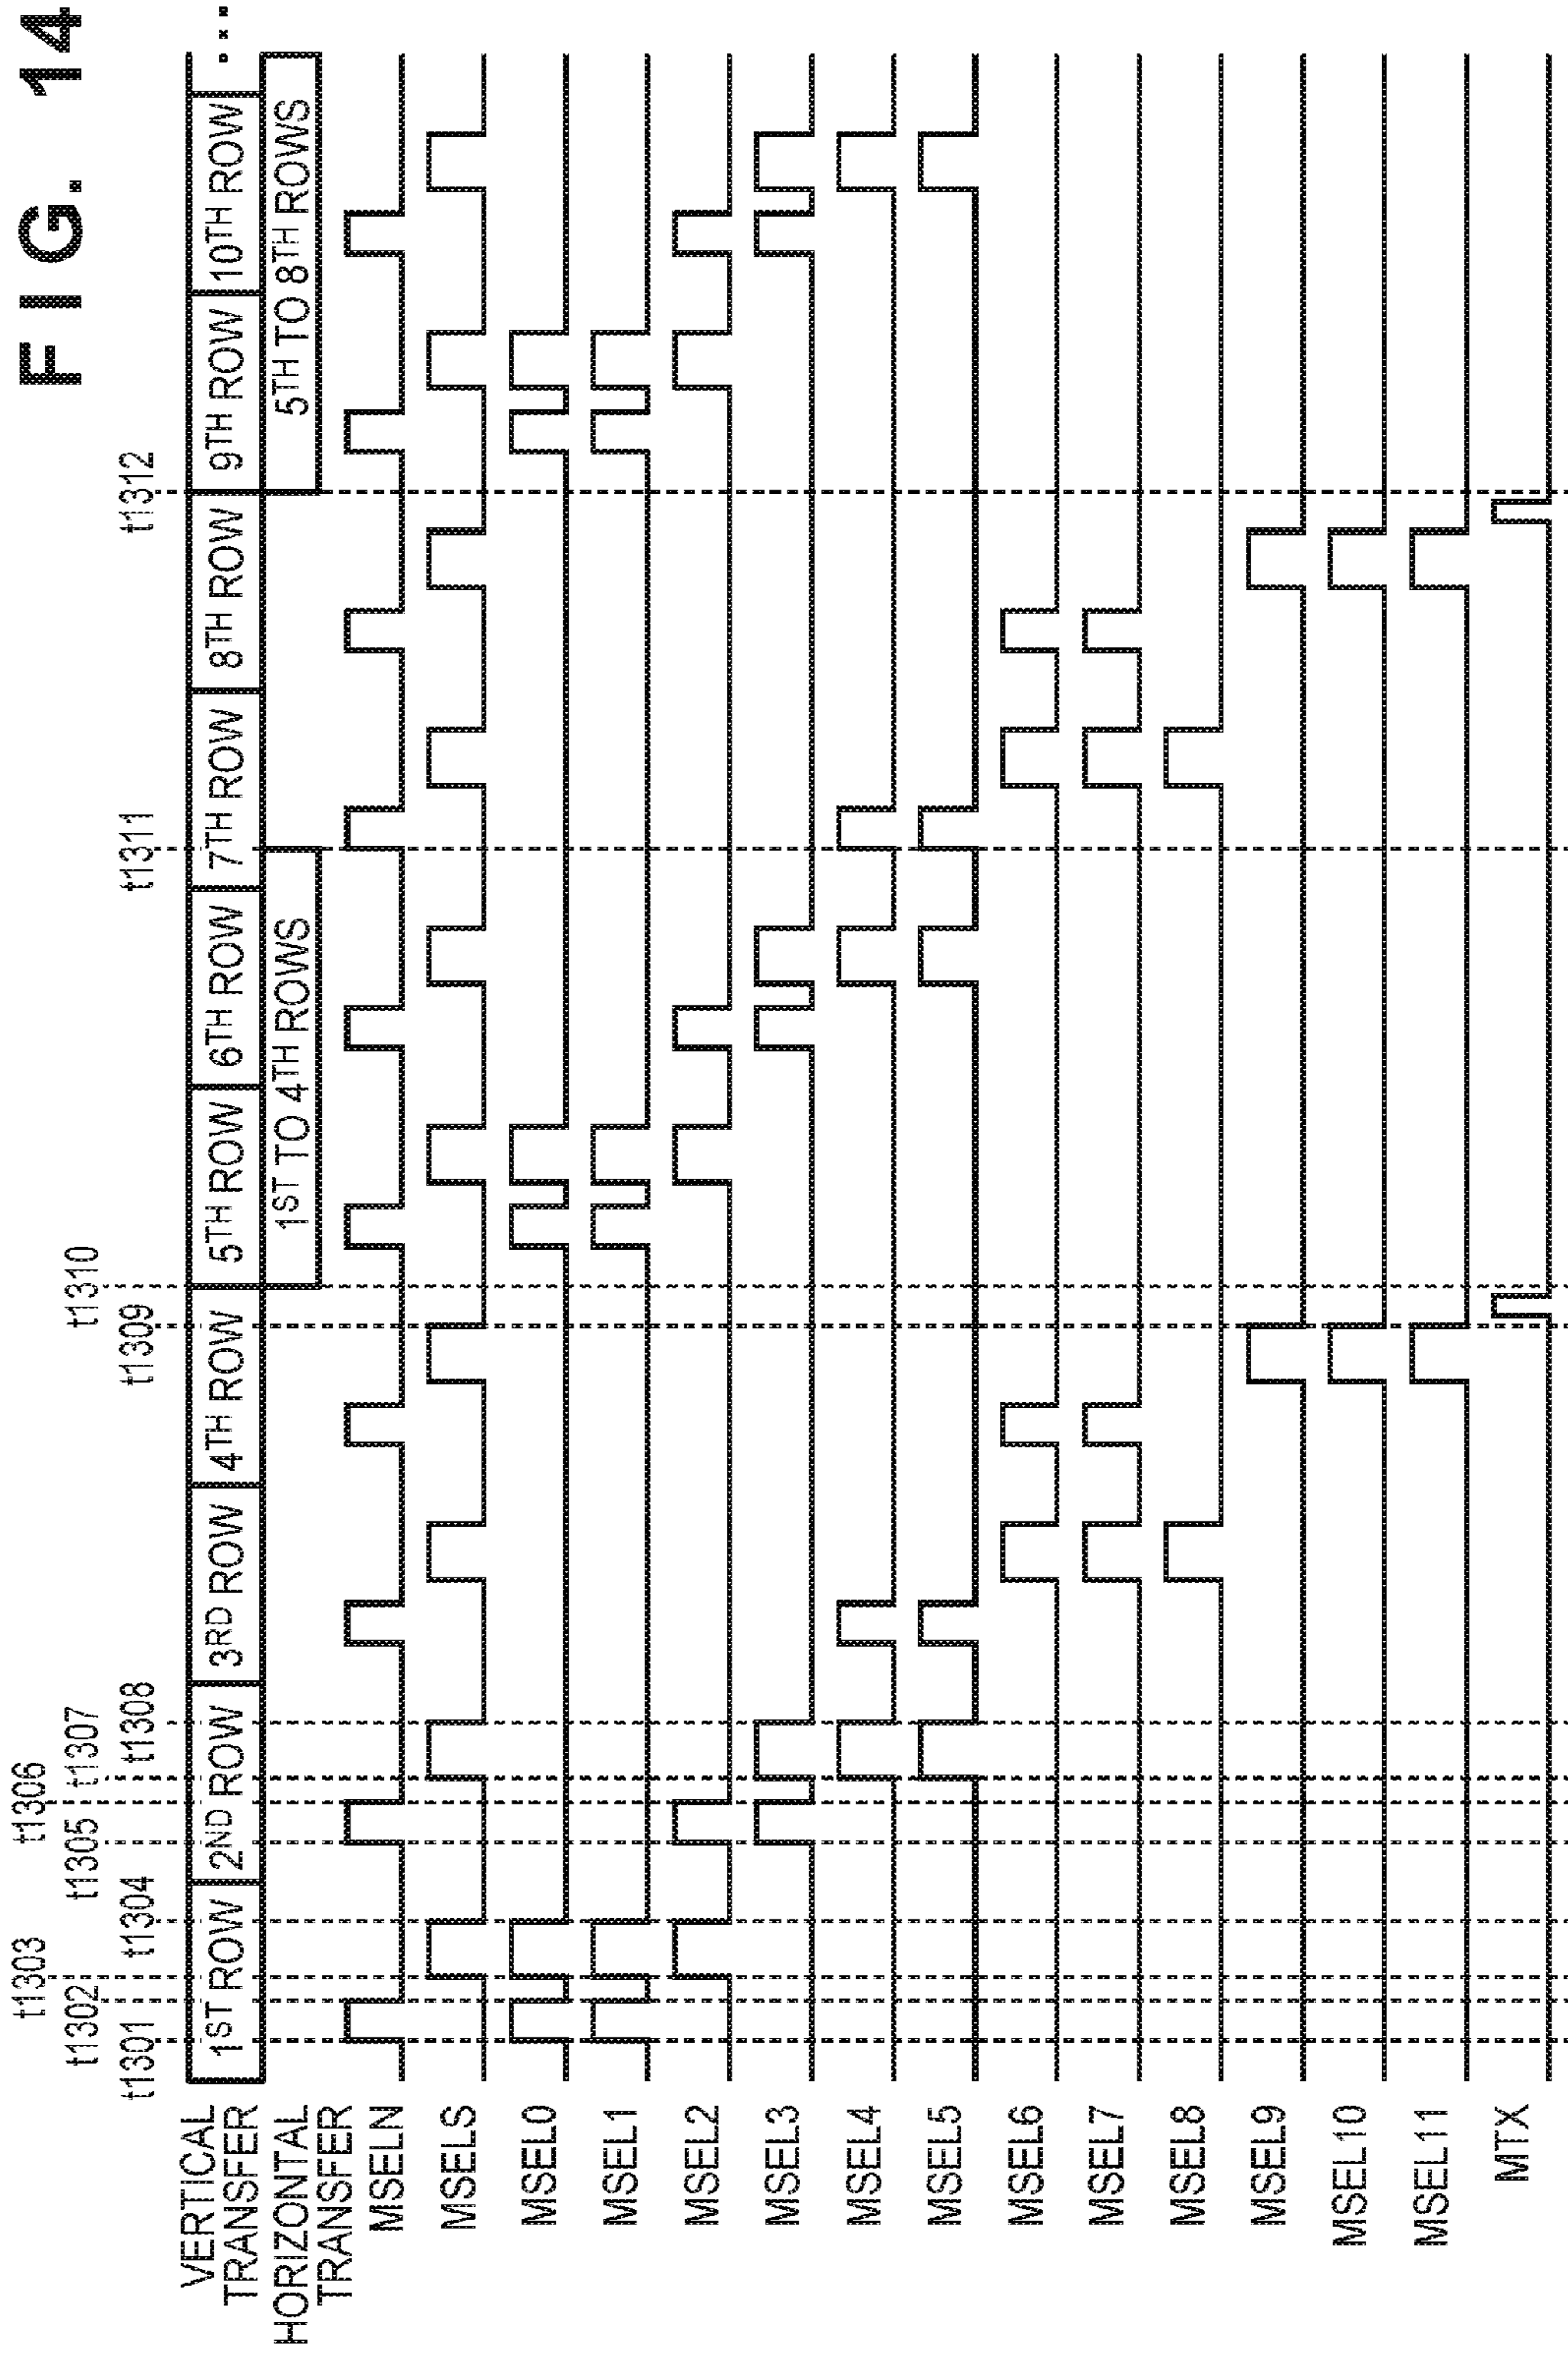 FIG. 14
t1303
t1306
t1302
t1305
t1307
t1310
t1301
t1304
t1308
t1309
t1311
t1312
VERTICAL TRANSFER
1ST ROW
2ND ROW
3RD ROW
4TH ROW
5TH ROW
6TH ROW
7TH ROW
8TH ROW
9TH ROW
10TH ROW
...
HORIZONTAL TRANSFER
1ST TO 4TH ROWS
5TH TO 8TH ROWS
MSELN
MSELS
MSEL0
MSEL1
MSEL2
MSEL3
MSEL4
MSEL5
MSEL6
MSEL7
MSEL8
MSEL9
MSEL10
MSEL11
MTX